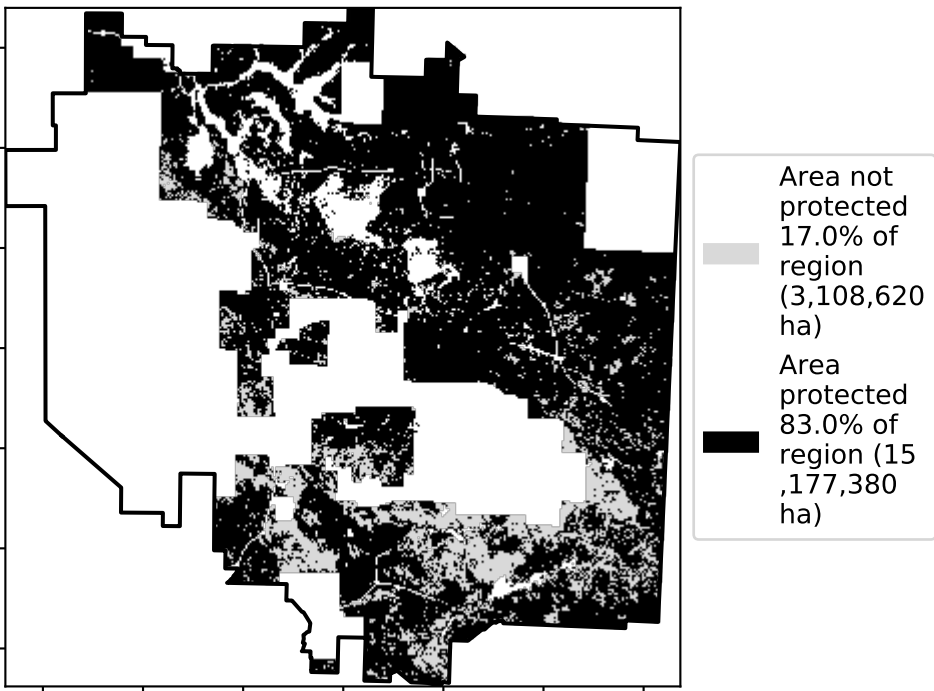 Area not
protected
17.0% of
region
(3,108,620
ha)
Area
protected
83.0% of
region (15
,177,380
ha)